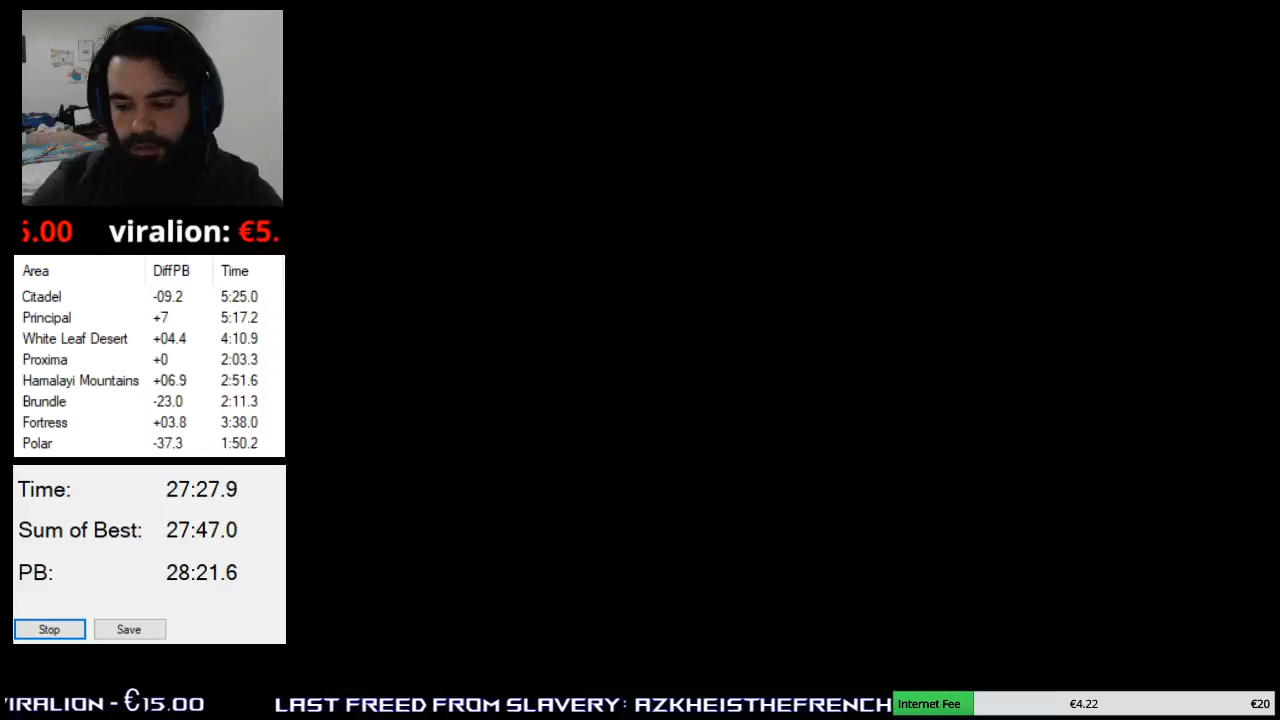 5.00 viralion: €5.
Area DiffPB Time
Citadel -09.2 5:25.0
Principal +7 5:17.2
White Leaf Desert +04.4 4:10.9
Proxima +0 2:03.3
Hamalayi Mountains +06.9 2:51.6
Brundle -23.0 2:11.3
Fortress +03.8 3:38.0
Polar -37.3 1:50.2
Time: 27:27.9
Sum of Best: 27:47.0
PB: 28:21.6
Stop Save
VIRALION - €15.00 LAST FREED FROM SLAVERY: AZKHEISTHEFRENCH
Internet Fee €4.22 €20